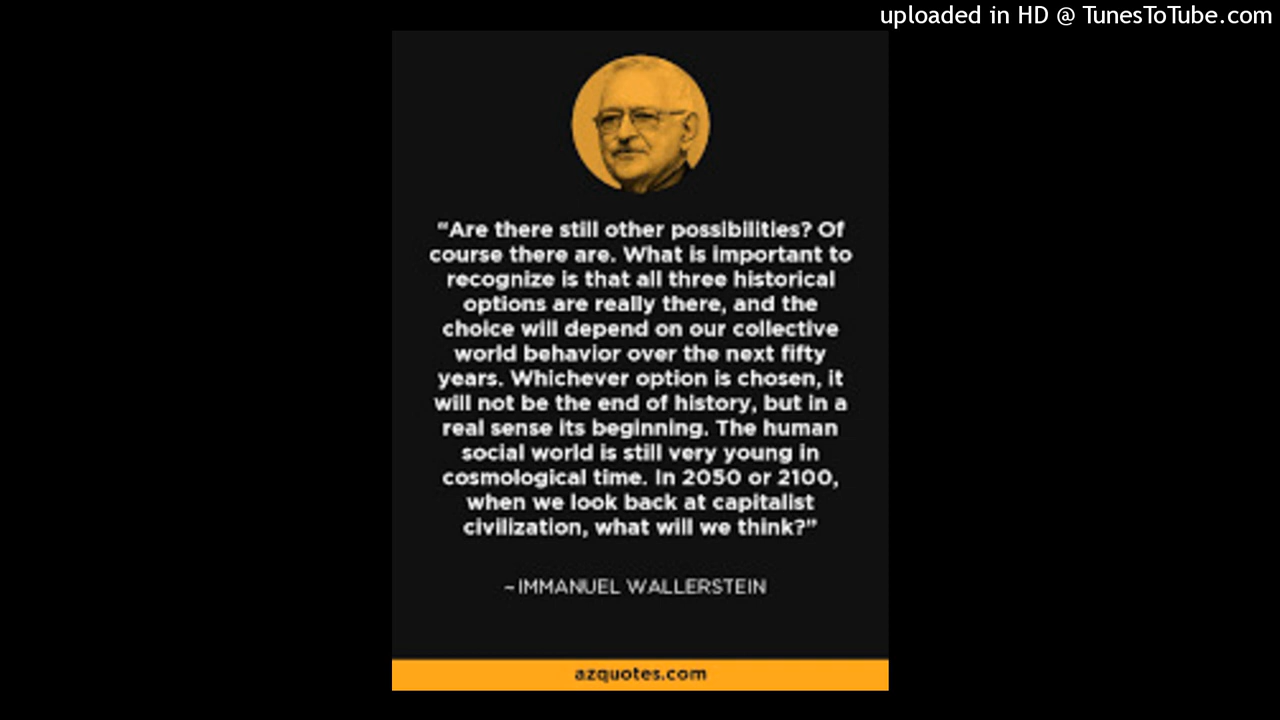 uploaded in HD @ TunesToTube.com
“Are there still other possibilities? Of
course there are. What is important to
recognize is that all three historical
options are really there, and the
choice will depend on our collective
world behavior over the next fifty
years. Whichever option is chosen, it
will not be the end of history, but in a
real sense its beginning. The human
social world is still very young in
cosmological time. In 2050 or 2100,
when we look back at capitalist
civilization, what will we think?”
~IMMANUEL WALLERSTEIN
azquotes.com